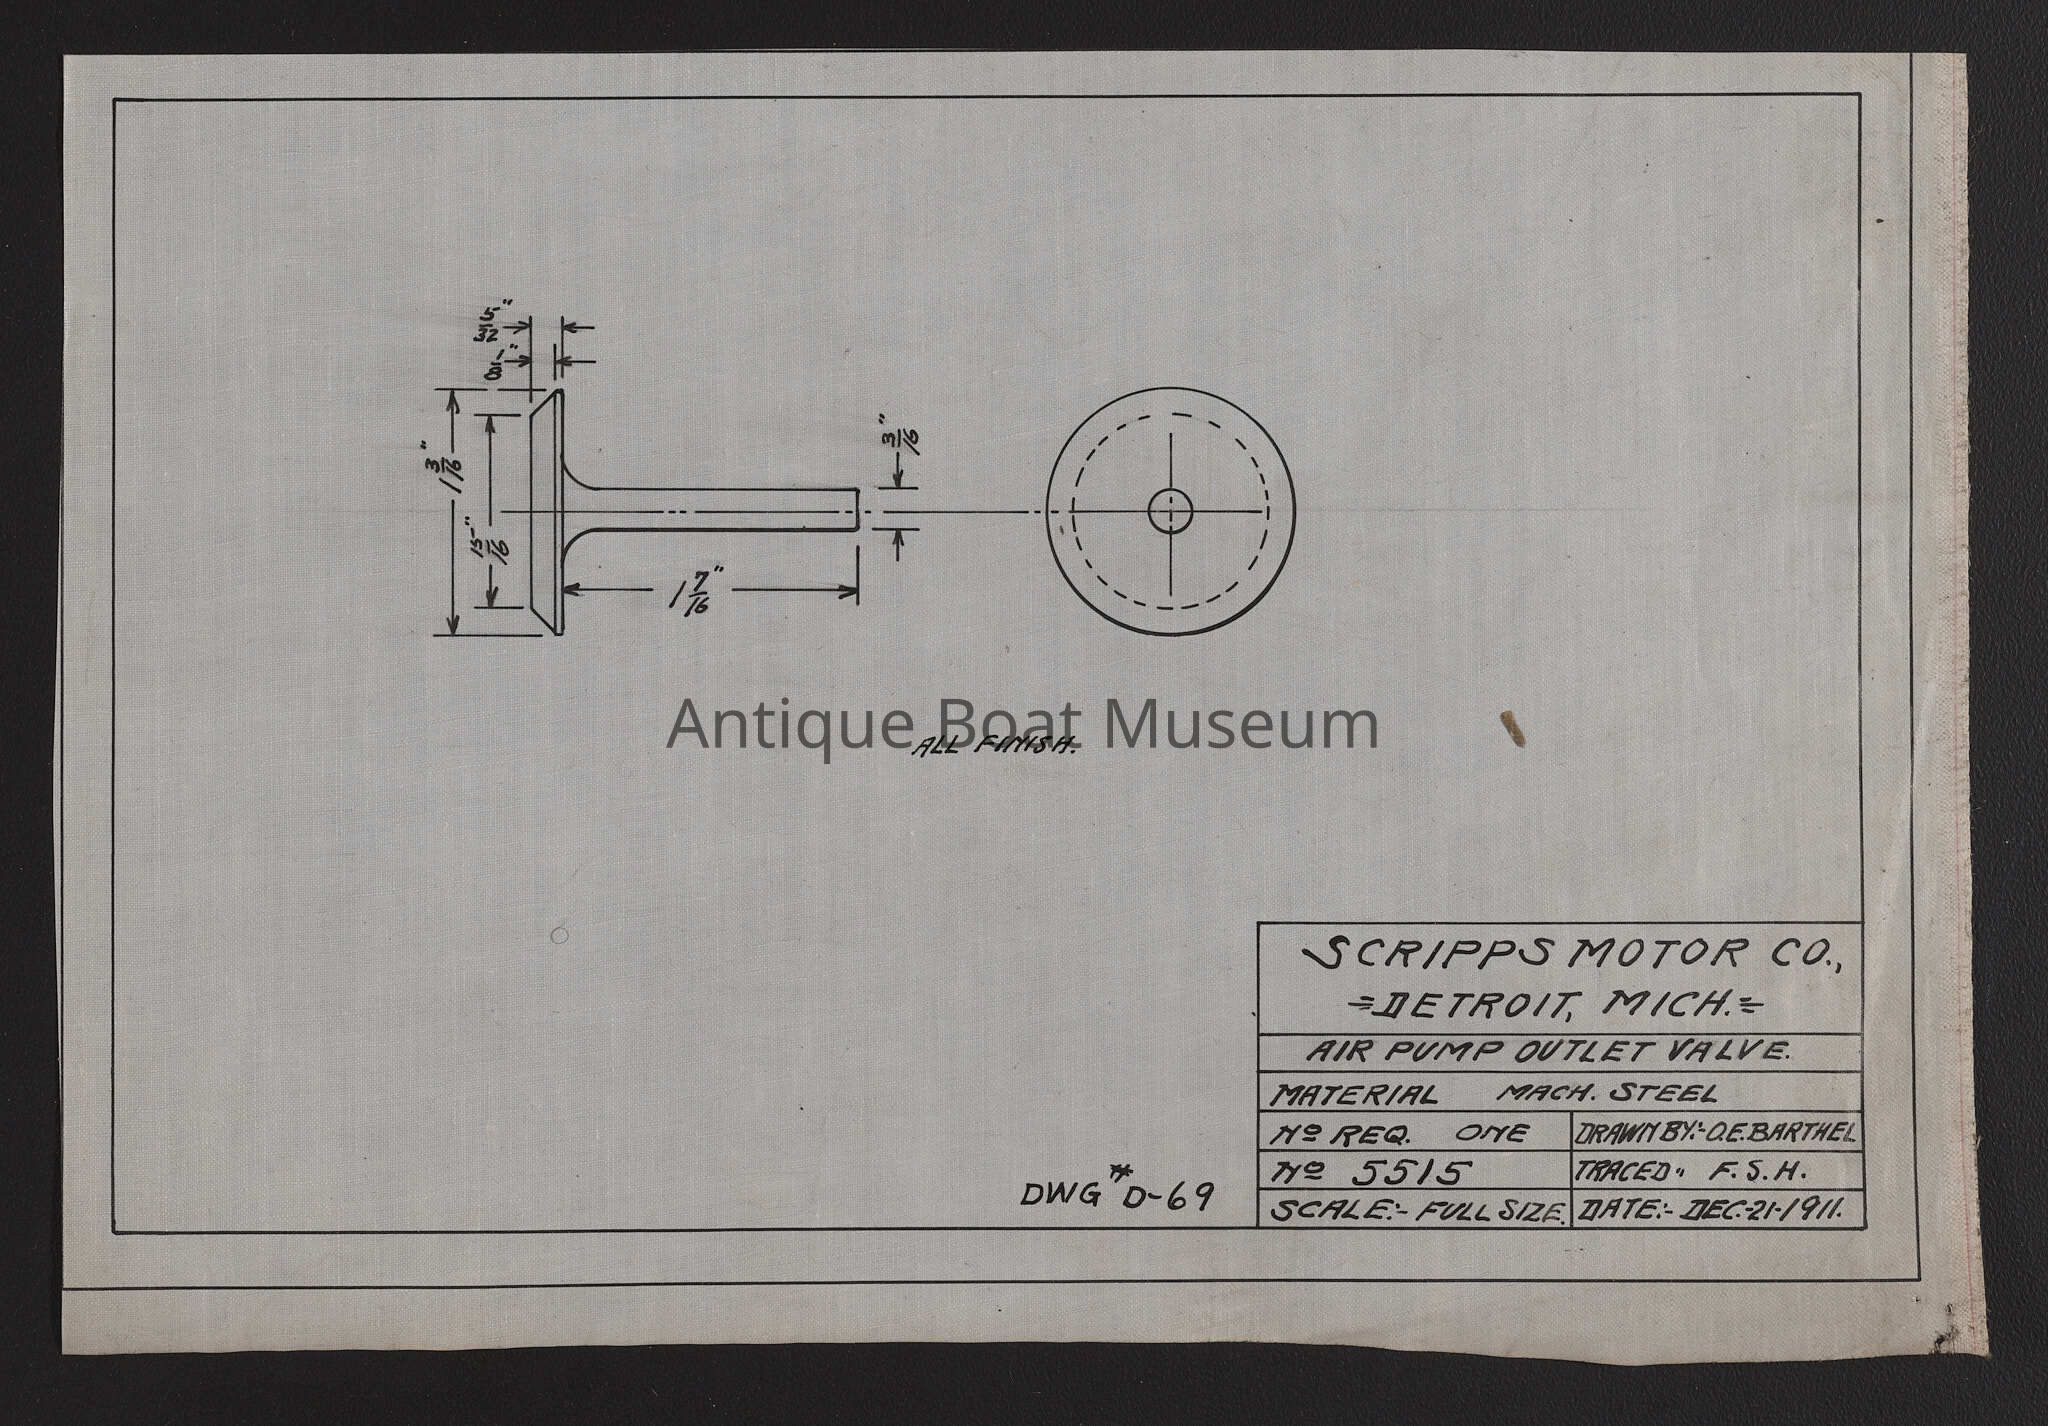 5/32"
1/8"
1 3/16"
15/16"
3/16"
1 7/16"
Antique Boat Museum
ALL FINISH.
SCRIPPS MOTOR CO.,
=DETROIT, MICH.=
AIR PUMP OUTLET VALVE.
MATERIAL MACH. STEEL
No REQ. ONE
DRAWN BY:- O.E.BARTHEL
No 5515
TRACED " F.S.H.
SCALE:- FULL SIZE.
DATE:- DEC.-21-1911.
DWG # D-69